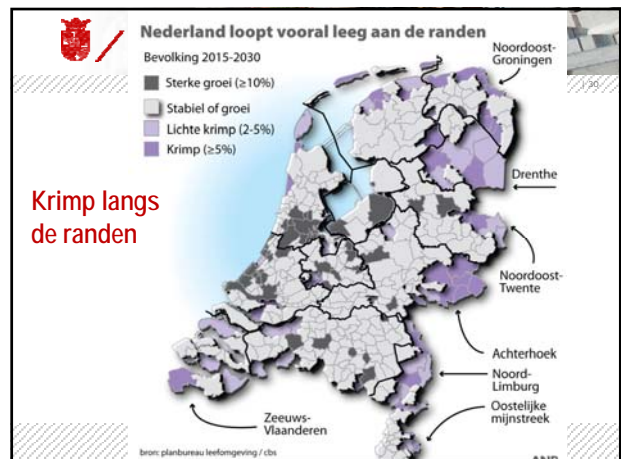 Nederland loopt vooral leeg aan de randen
Bevolking 2015-2030
Sterke groei (≥10%)
Stabiel of groei
Lichte krimp (2-5%)
Krimp (≥5%)
| 30
Krimp langs
de randen
Noordoost-
Groningen
Drenthe
Noordoost-
Twente
Achterhoek
Noord-
Limburg
Oostelijke
mijnstreek
Zeeuws-
Vlaanderen
bron: planbureau leefomgeving / cbs